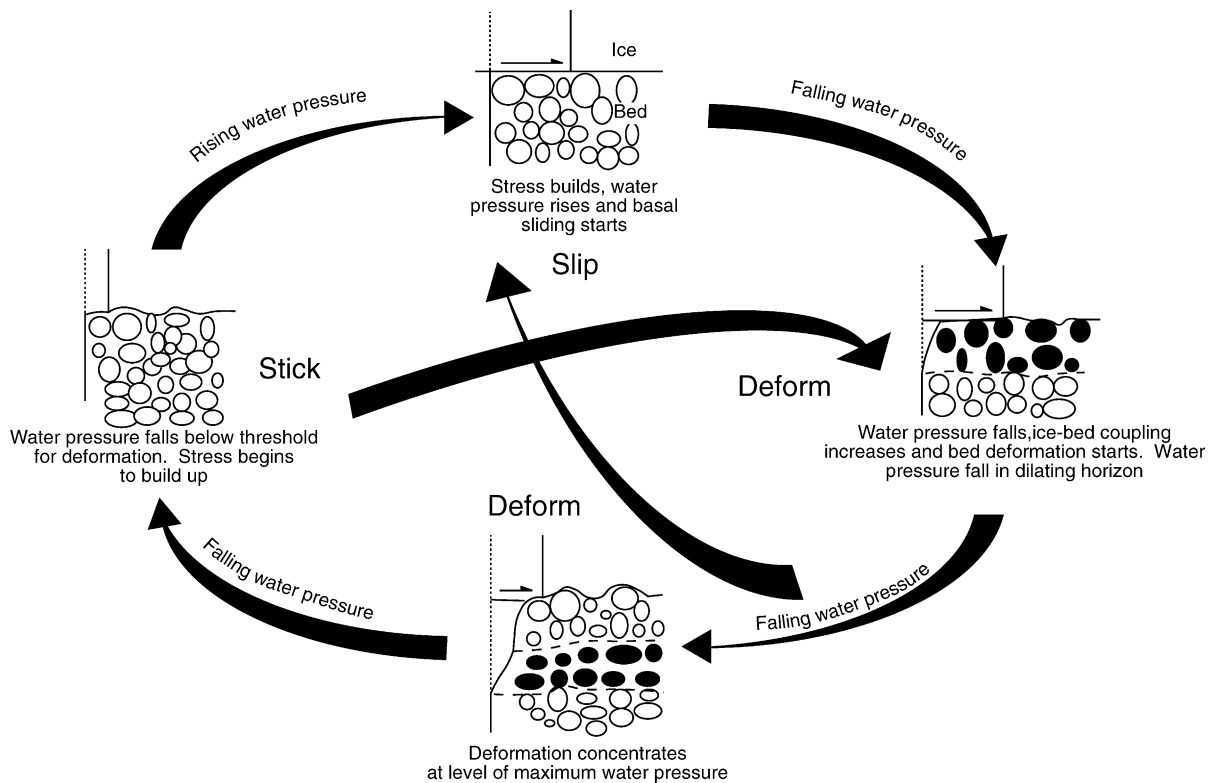 Ice
Bed
Rising water pressure
Falling water pressure
Stress builds, water
pressure rises and basal
sliding starts
Slip
Stick
Deform
Water pressure falls below threshold
for deformation. Stress begins
to build up
Water pressure falls,ice-bed coupling
increases and bed deformation starts. Water
pressure fall in dilating horizon
Deform
Falling water pressure
Falling water pressure
Deformation concentrates
at level of maximum water pressure